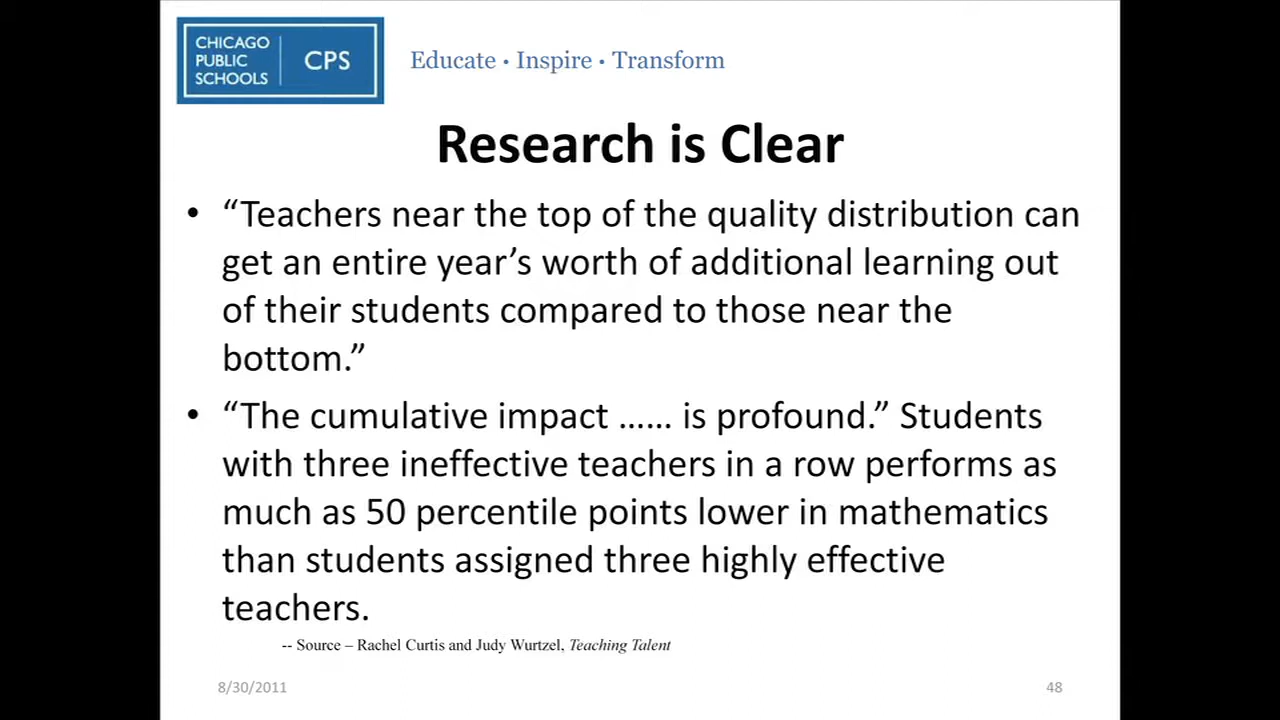 CHICAGO
PUBLIC
SCHOOLS
CPS
Educate • Inspire • Transform
Research is Clear
• “Teachers near the top of the quality distribution can
get an entire year’s worth of additional learning out
of their students compared to those near the
bottom.”
• “The cumulative impact …… is profound.” Students
with three ineffective teachers in a row performs as
much as 50 percentile points lower in mathematics
than students assigned three highly effective
teachers.
-- Source – Rachel Curtis and Judy Wurtzel, Teaching Talent
8/30/2011
48